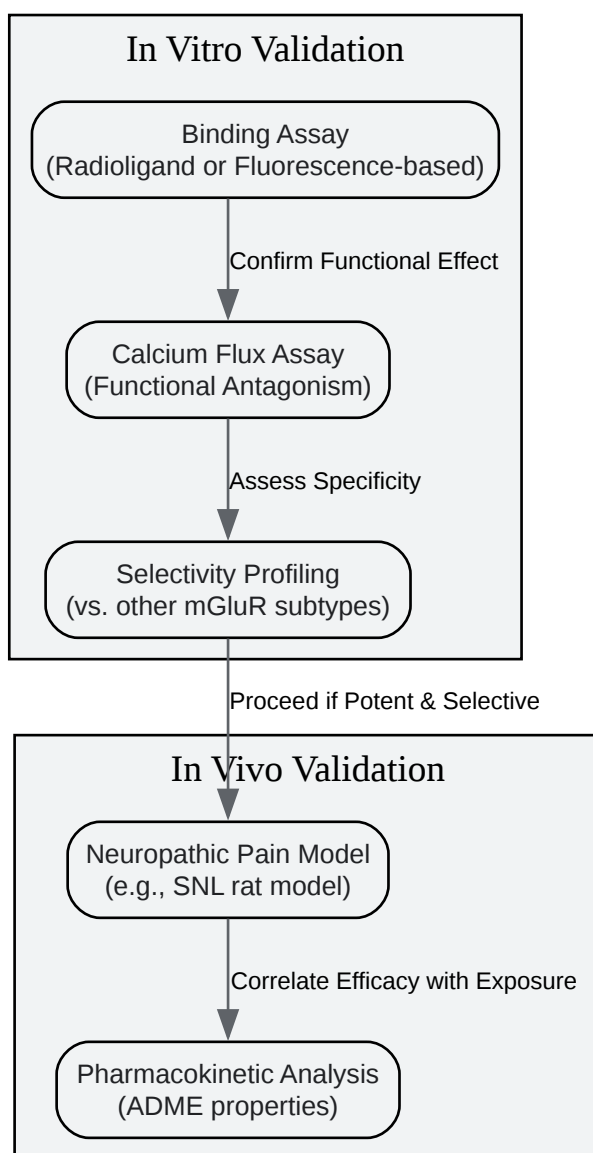 In Vitro Validation
Binding Assay
(Radioligand or Fluorescence-based)
Confirm Functional Effect
Calcium Flux Assay
(Functional Antagonism)
Assess Specificity
Selectivity Profiling
(vs. other mGluR subtypes)
Proceed if Potent & Selective
In Vivo Validation
Neuropathic Pain Model
(e.g., SNL rat model)
Correlate Efficacy with Exposure
Pharmacokinetic Analysis
(ADME properties)